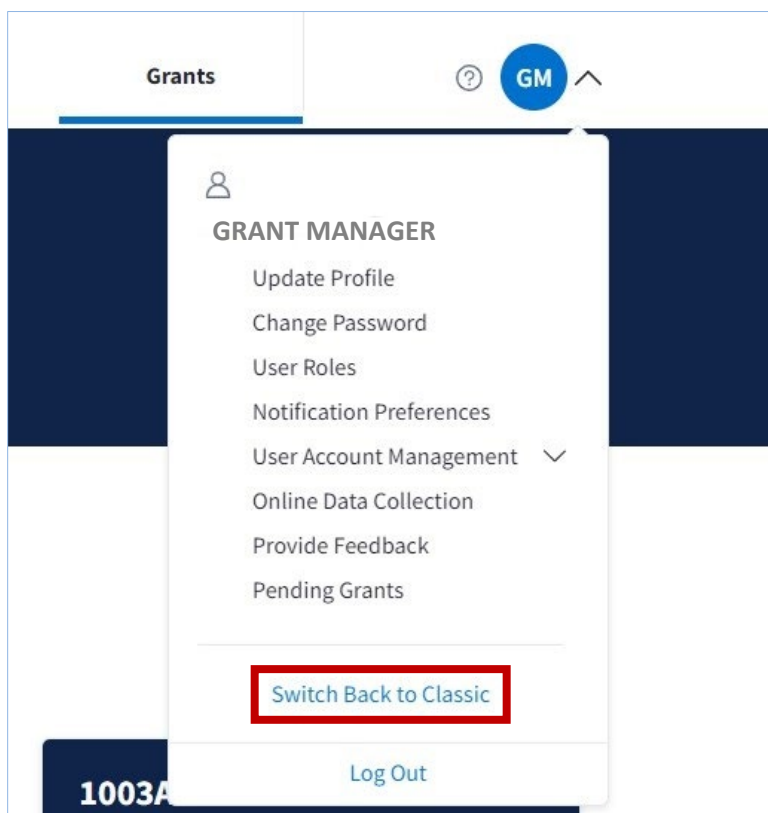 Grants
GM
GRANT MANAGER
Update Profile
Change Password
User Roles
Notification Preferences
User Account Management
Online Data Collection
Provide Feedback
Pending Grants
Switch Back to Classic
Log Out
1003A